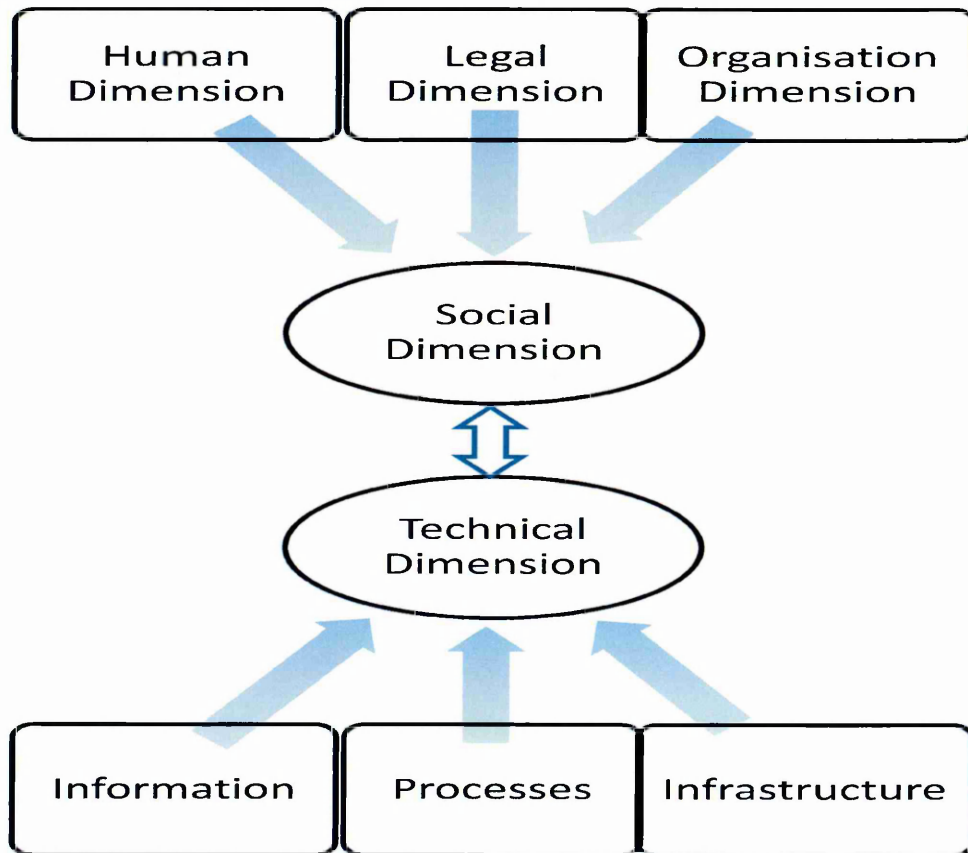 Human
Dimension
Legal
Dimension
Organisation
Dimension
Social
Dimension
Technical
Dimension
Information
Processes
Infrastructure